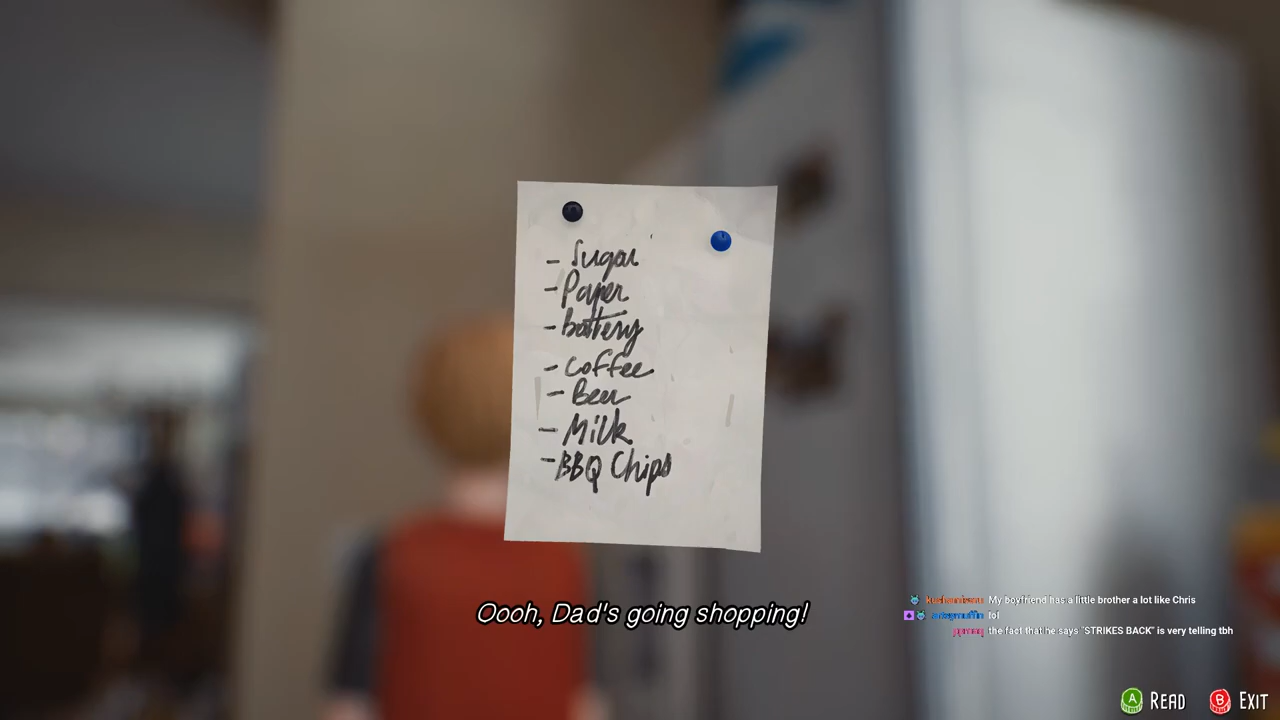 - Sugar
- Paper
- battery
- Coffee
- Beer
- Milk
- BBQ Chips
Oooh, Dad's going shopping!
My boyfriend has a little brother a lot like Chris
lol
the fact that he says "STRIKES BACK" is very telling tbh
A READ B EXIT